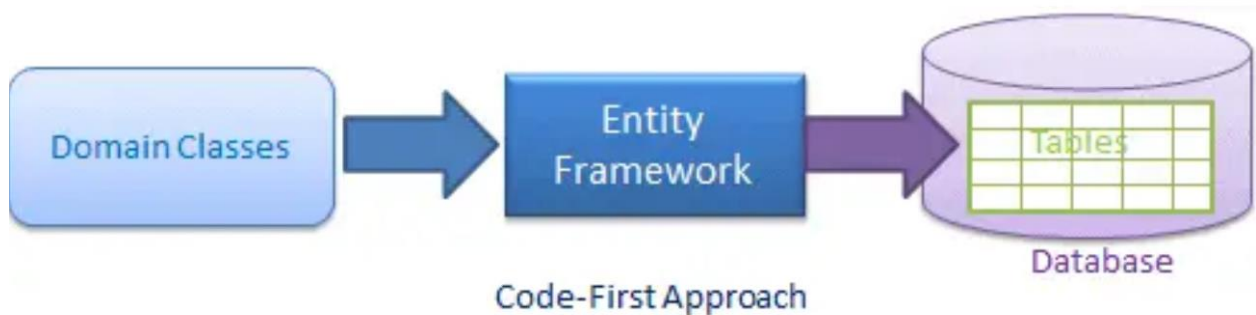 Domain Classes
Entity
Framework
Tables
Database
Code-First Approach